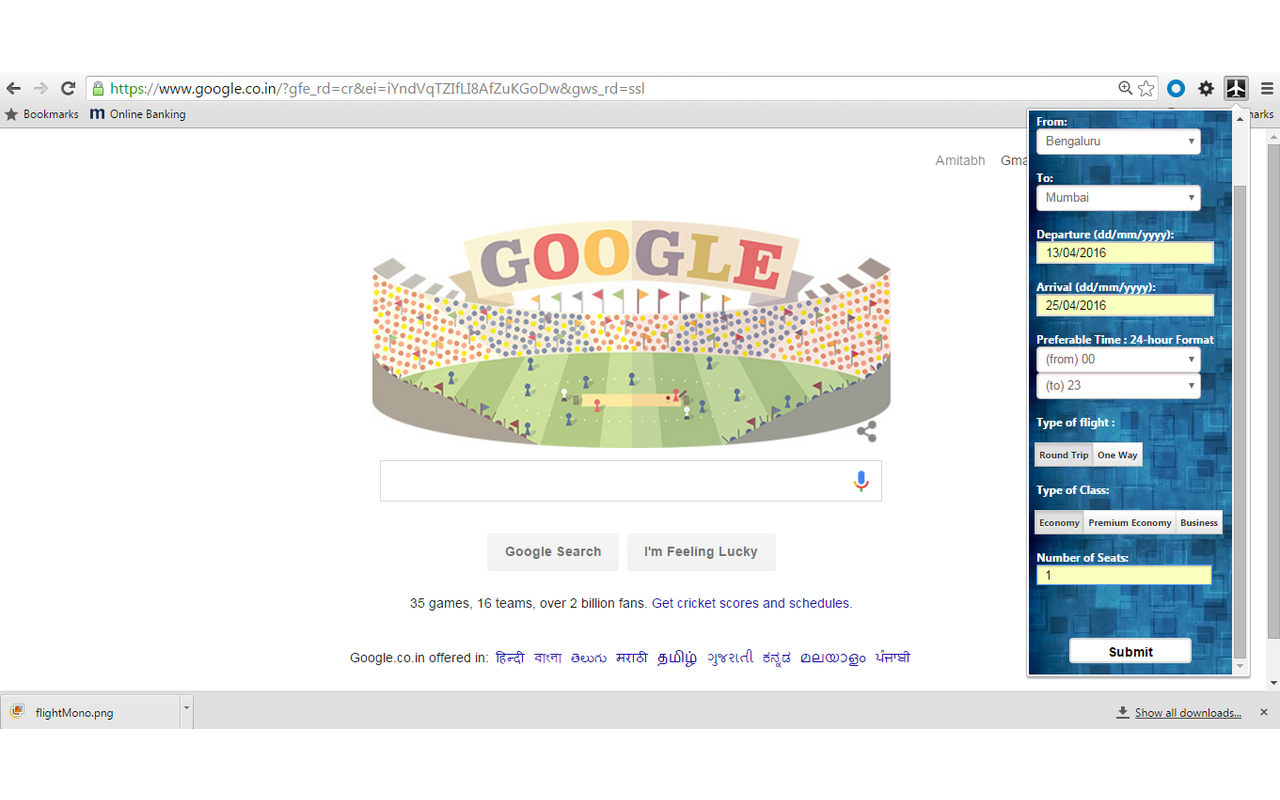 https://www.google.co.in/?gfe_rd=cr&ei=iYndVqTZIfLI8AfZuKGoDw&gws_rd=ssl
Bookmarks
Online Banking
Amitabh
GOOGLE
Google Search
I'm Feeling Lucky
35 games, 16 teams, over 2 billion fans. Get cricket scores and schedules.
Google.co.in offered in: हिन्दी বাংলা తెలుగు मराठी தமிழ் ગુજરાતી ಕನ್ನಡ മലയാളം ਪੰਜਾਬੀ
From:
Bengaluru
To:
Mumbai
Departure (dd/mm/yyyy):
13/04/2016
Arrival (dd/mm/yyyy):
25/04/2016
Preferable Time : 24-hour Format
(from) 00
(to) 23
Type of flight :
Round Trip One Way
Type of Class:
Economy Premium Economy Business
Number of Seats:
1
Submit
flightMono.png
Show all downloads...